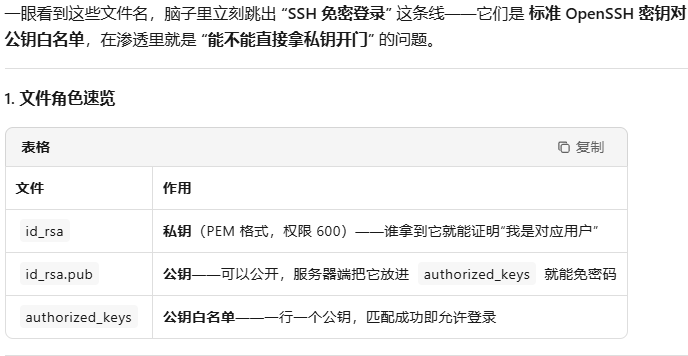 一眼看到这些文件名，脑子里立刻跳出 “SSH 免密登录” 这条线——它们是 标准 OpenSSH 密钥对
公钥白名单，在渗透里就是 “能不能直接拿私钥开门” 的问题。
1. 文件角色速览
表格 复制
文件 作用
id_rsa 私钥（PEM 格式，权限 600）——谁拿到它就能证明“我是对应用户”
id_rsa.pub 公钥——可以公开，服务器端把它放进 authorized_keys 就能免密码
authorized_keys 公钥白名单——一行一个公钥，匹配成功即允许登录